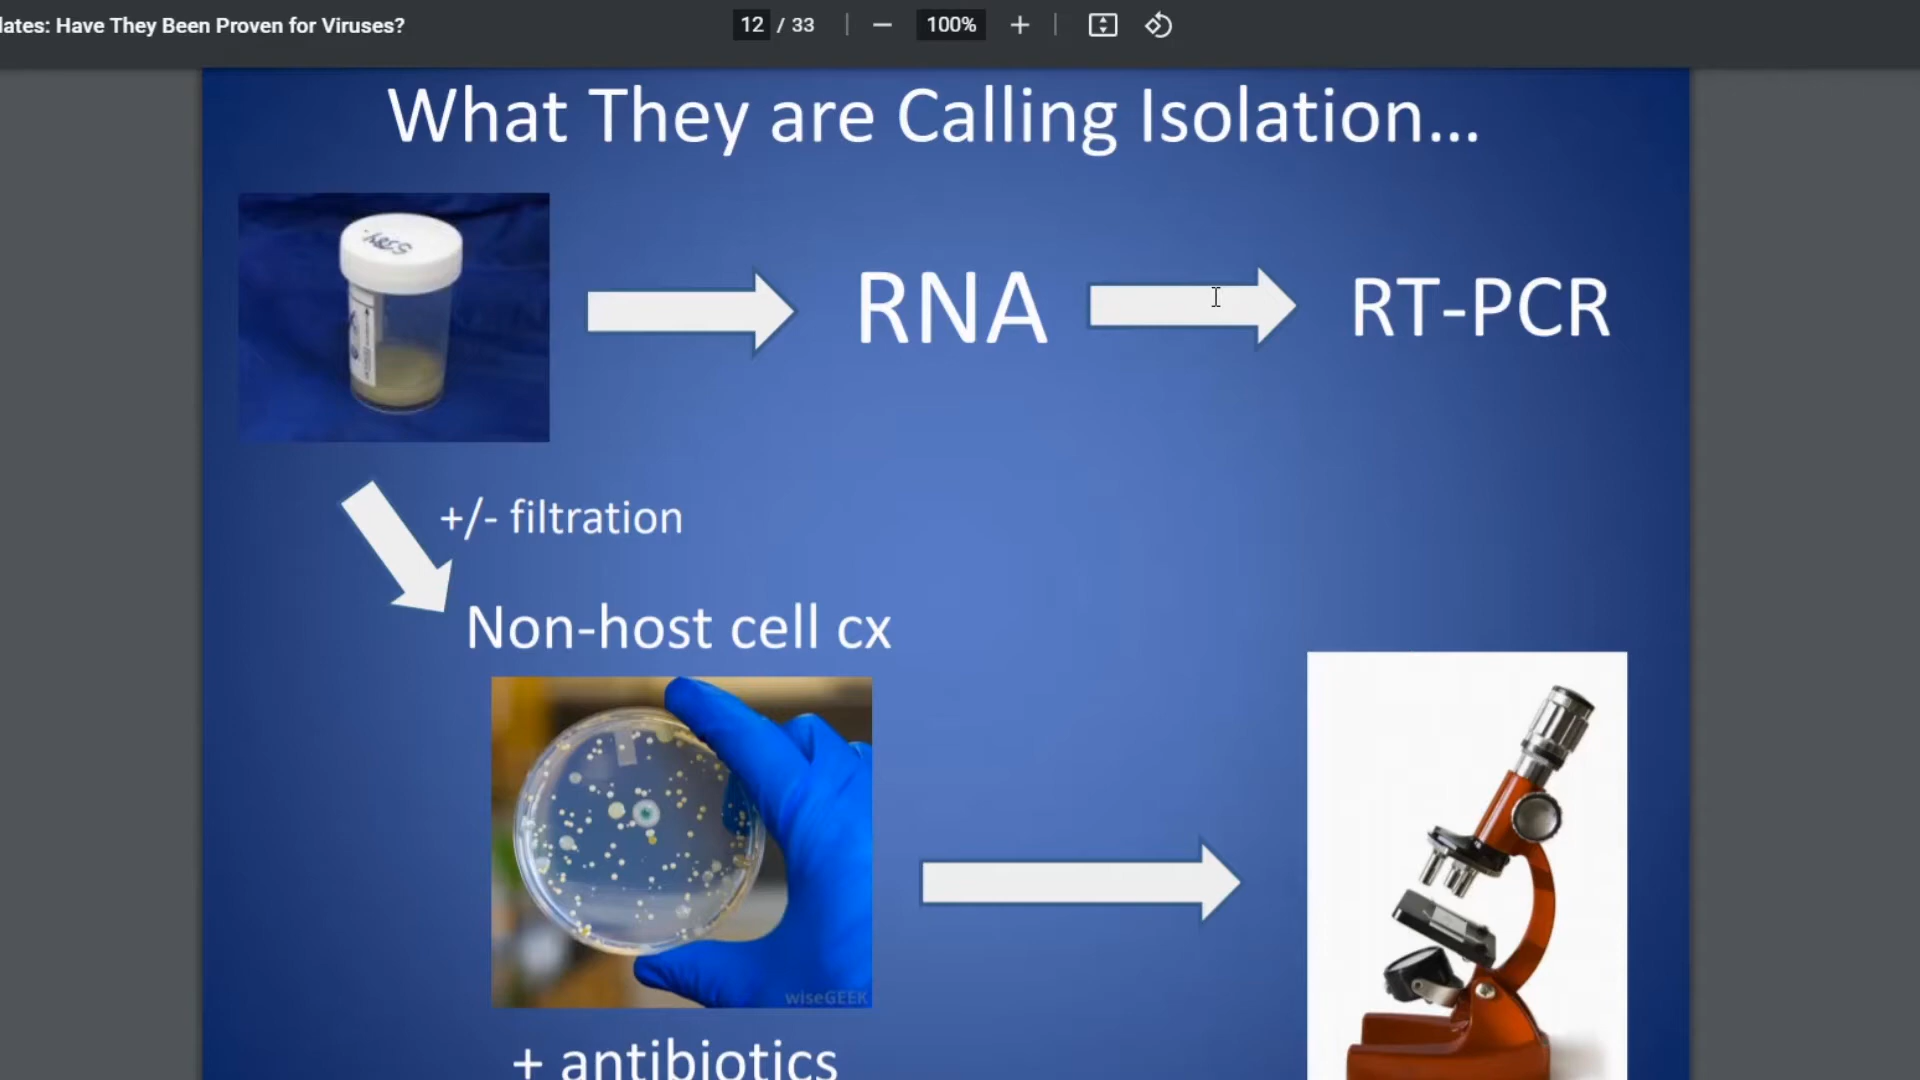 lates: Have They Been Proven for Viruses?
12 / 33
100%
What They are Calling Isolation...
RNA
RT-PCR
+/- filtration
Non-host cell cx
wiseGEEK
+ antibiotics